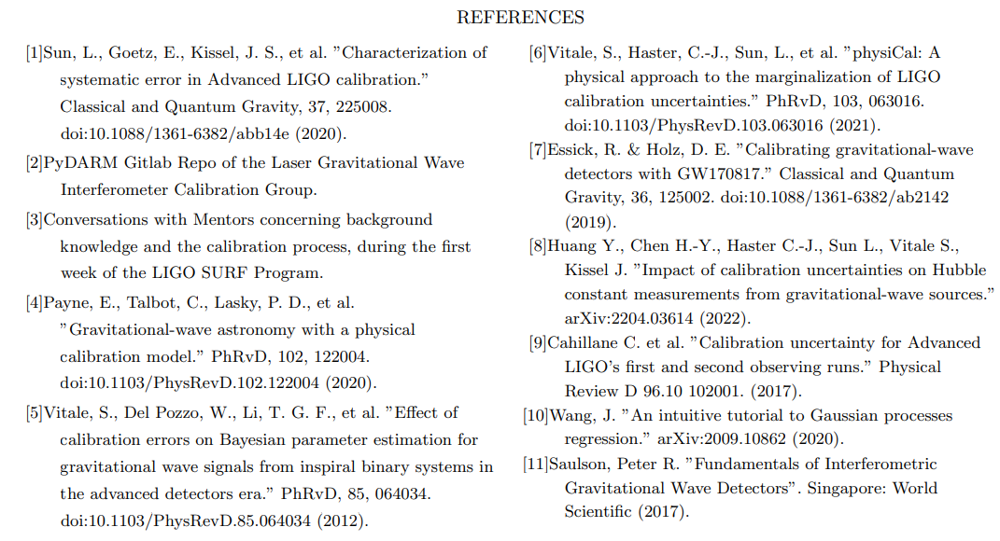 REFERENCES
[1]Sun, L., Goetz, E., Kissel, J. S., et al. ”Characterization of
systematic error in Advanced LIGO calibration.”
Classical and Quantum Gravity, 37, 225008.
doi:10.1088/1361-6382/abb14e (2020).
[2]PyDARM Gitlab Repo of the Laser Gravitational Wave
Interferometer Calibration Group.
[3]Conversations with Mentors concerning background
knowledge and the calibration process, during the first
week of the LIGO SURF Program.
[4]Payne, E., Talbot, C., Lasky, P. D., et al.
”Gravitational-wave astronomy with a physical
calibration model.” PhRvD, 102, 122004.
doi:10.1103/PhysRevD.102.122004 (2020).
[5]Vitale, S., Del Pozzo, W., Li, T. G. F., et al. ”Effect of
calibration errors on Bayesian parameter estimation for
gravitational wave signals from inspiral binary systems in
the advanced detectors era.” PhRvD, 85, 064034.
doi:10.1103/PhysRevD.85.064034 (2012).
[6]Vitale, S., Haster, C.-J., Sun, L., et al. ”physiCal: A
physical approach to the marginalization of LIGO
calibration uncertainties.” PhRvD, 103, 063016.
doi:10.1103/PhysRevD.103.063016 (2021).
[7]Essick, R. & Holz, D. E. ”Calibrating gravitational-wave
detectors with GW170817.” Classical and Quantum
Gravity, 36, 125002. doi:10.1088/1361-6382/ab2142
(2019).
[8]Huang Y., Chen H.-Y., Haster C.-J., Sun L., Vitale S.,
Kissel J. ”Impact of calibration uncertainties on Hubble
constant measurements from gravitational-wave sources.”
arXiv:2204.03614 (2022).
[9]Cahillane C. et al. ”Calibration uncertainty for Advanced
LIGO’s first and second observing runs.” Physical
Review D 96.10 102001. (2017).
[10]Wang, J. ”An intuitive tutorial to Gaussian processes
regression.” arXiv:2009.10862 (2020).
[11]Saulson, Peter R. ”Fundamentals of Interferometric
Gravitational Wave Detectors”. Singapore: World
Scientific (2017).